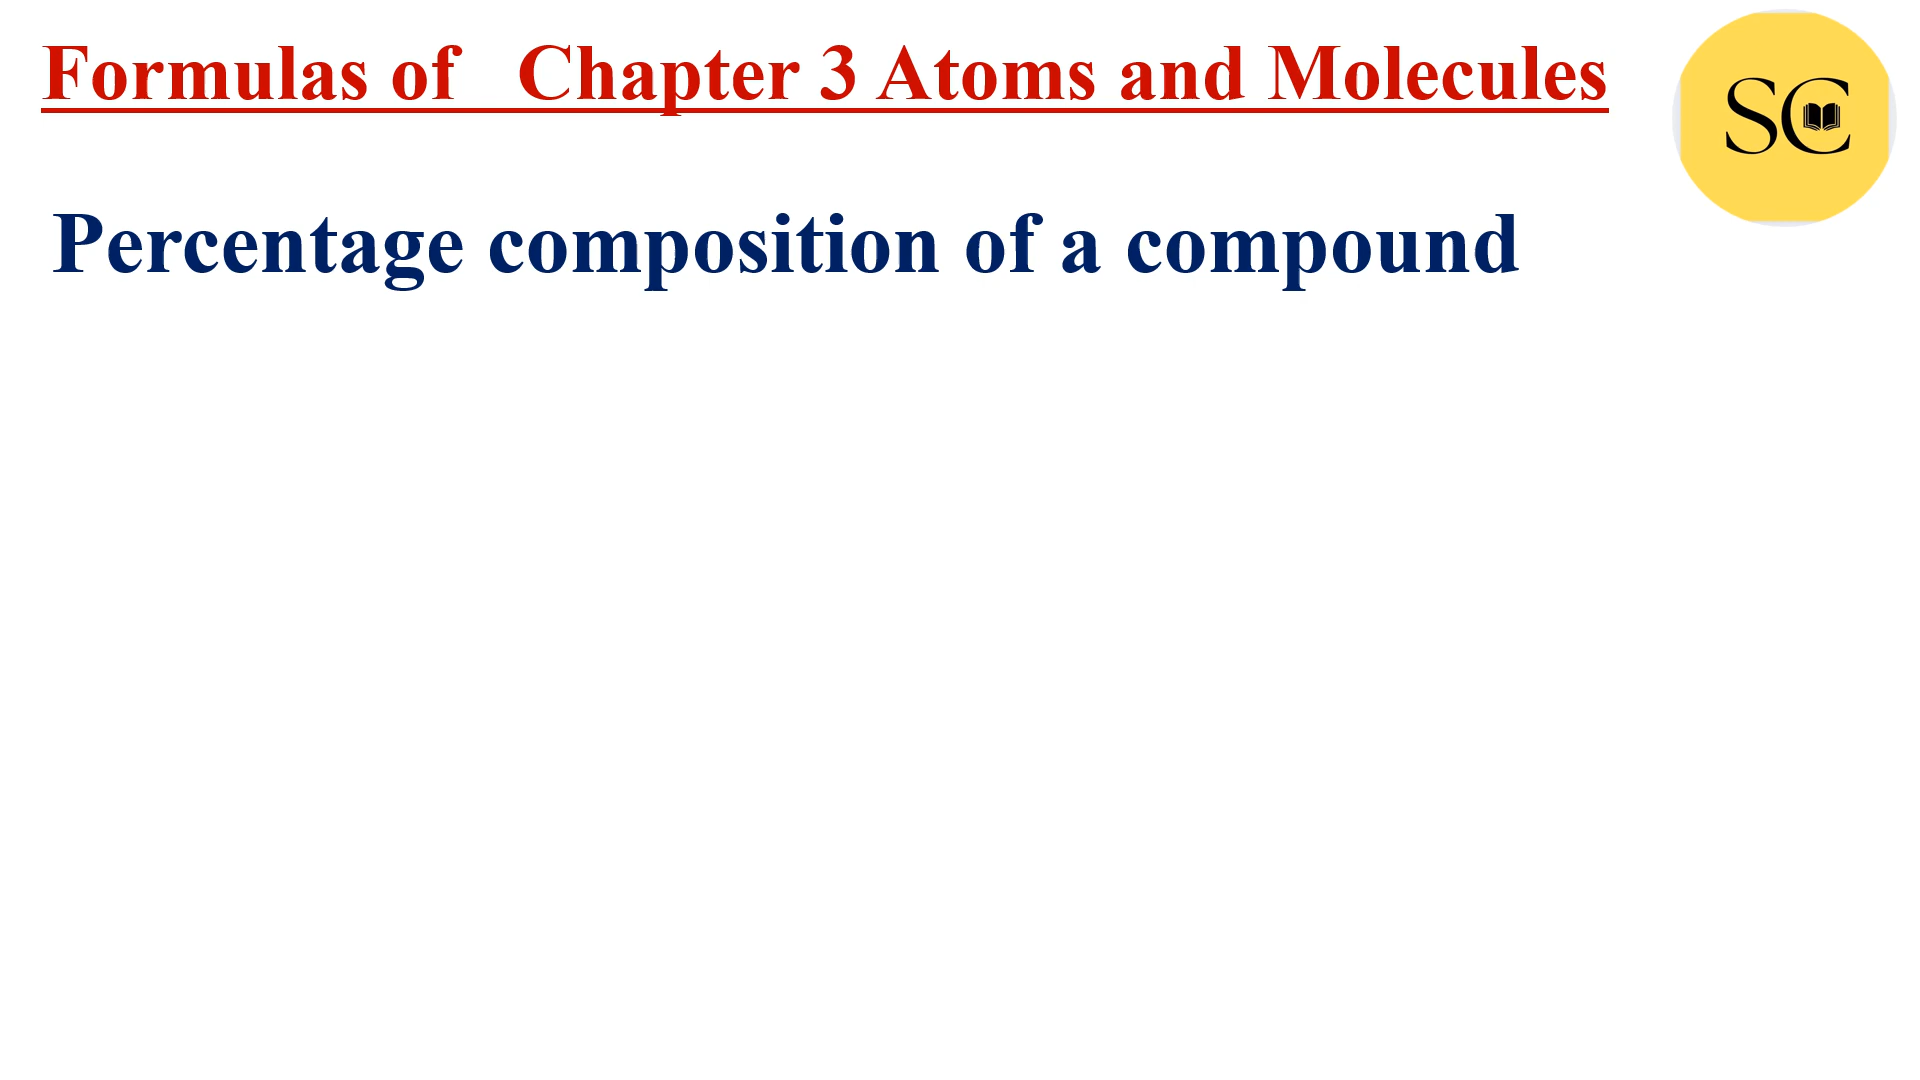 Formulas of Chapter 3 Atoms and Molecules
SC
Percentage composition of a compound